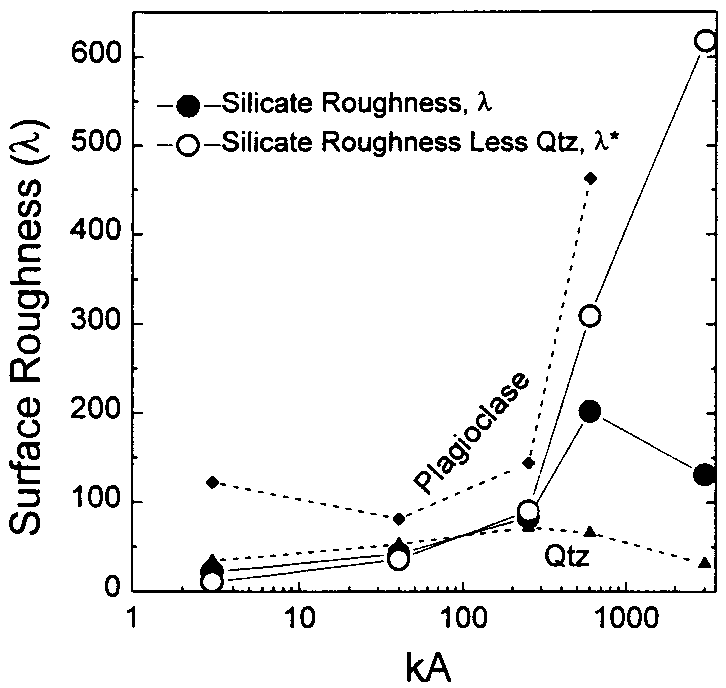 600
500
400
300
200
100
0
Surface Roughness (λ)
Silicate Roughness, λ
Silicate Roughness Less Qtz, λ*
Plagioclase
Qtz
1 10 100 1000
kA